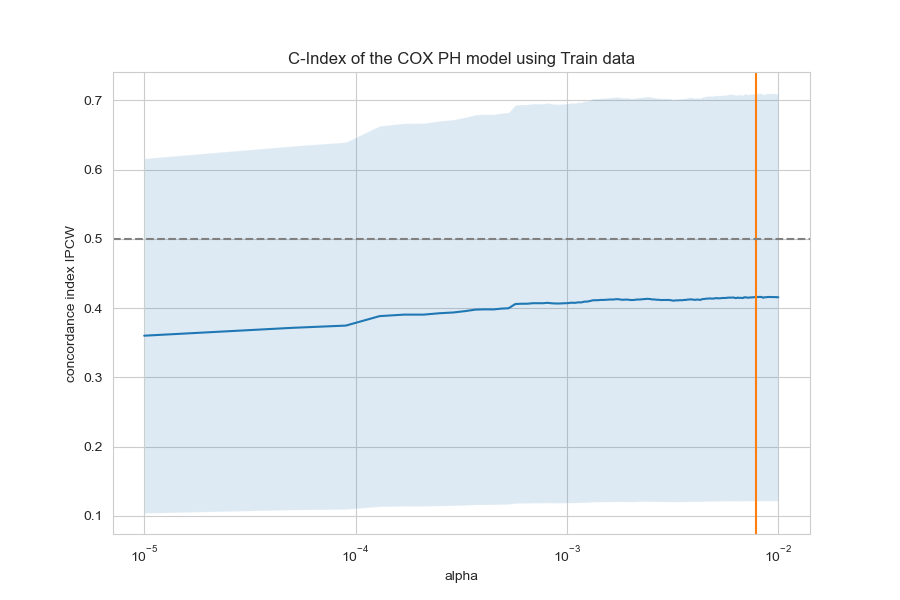 C-Index of the COX PH model using Train data
concordance index IPCW
0.7
0.6
0.5
0.4
0.3
0.2
0.1
10⁻⁵ 10⁻⁴ 10⁻³ 10⁻²
alpha